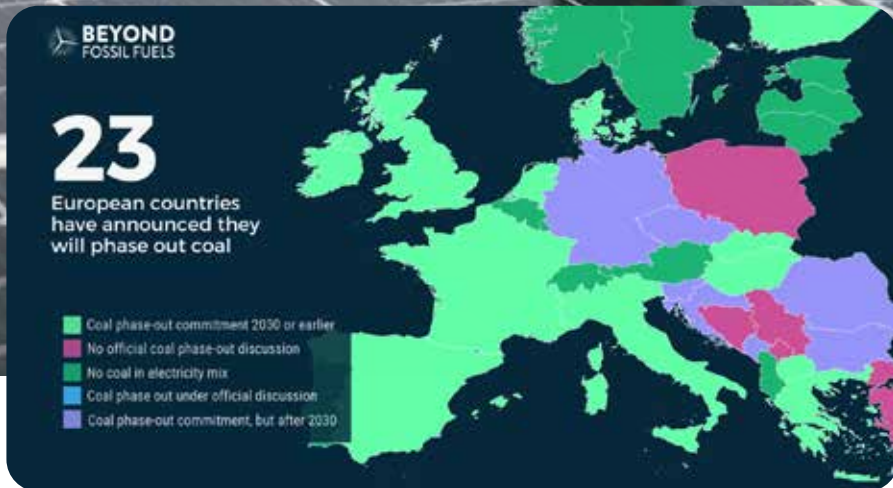 BEYOND
FOSSIL FUELS
23
European countries
have announced they
will phase out coal
Coal phase-out commitment 2030 or earlier
No official coal phase-out discussion
No coal in electricity mix
Coal phase out under official discussion
Coal phase-out commitment, but after 2030